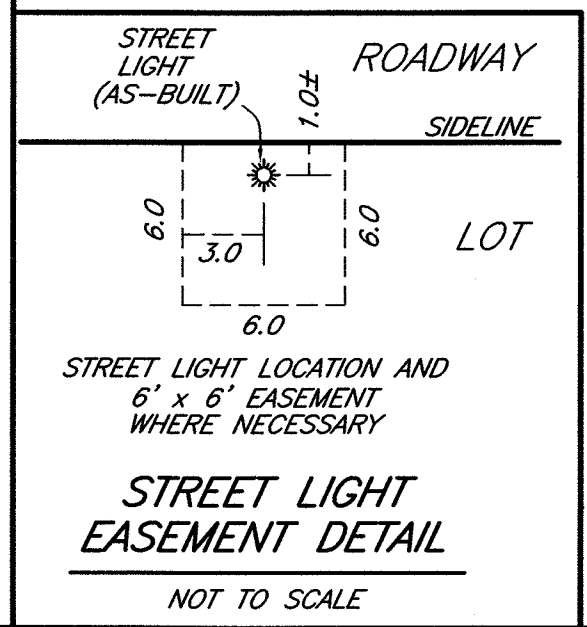 STREET
LIGHT
(AS-BUILT)
ROADWAY
1.0±
SIDELINE
6.0
3.0
6.0
LOT
6.0
STREET LIGHT LOCATION AND
6' x 6' EASEMENT
WHERE NECESSARY
STREET LIGHT
EASEMENT DETAIL
NOT TO SCALE